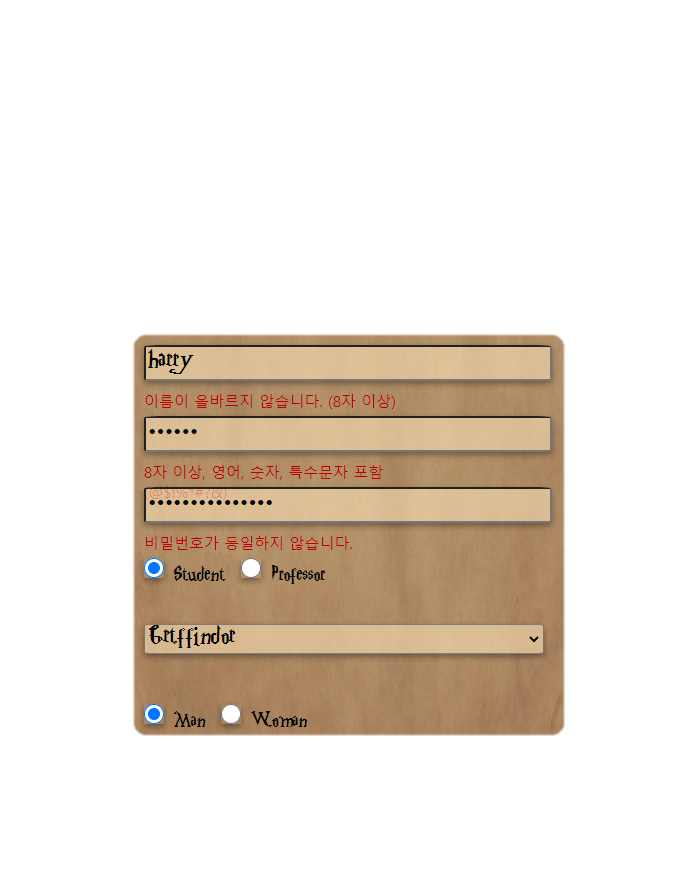 harry
이름이 올바르지 않습니다. (8자 이상)
••••••
8자 이상, 영어, 숫자, 특수문자 포함
(@$!%*#?&)
•••••••••••••••
비밀번호가 동일하지 않습니다.
Student Professor
Griffindor
Man Woman